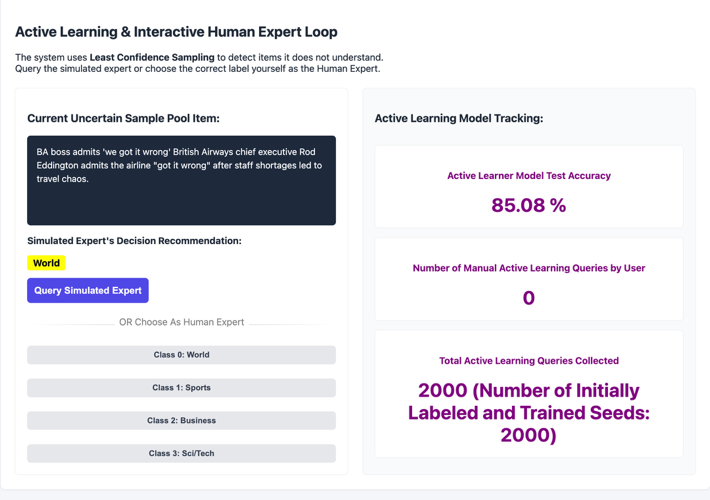 Active Learning & Interactive Human Expert Loop
The system uses Least Confidence Sampling to detect items it does not understand.
Query the simulated expert or choose the correct label yourself as the Human Expert.
Current Uncertain Sample Pool Item:
BA boss admits 'we got it wrong' British Airways chief executive Rod
Eddington admits the airline "got it wrong" after staff shortages led to
travel chaos.
Simulated Expert's Decision Recommendation:
World
Query Simulated Expert
OR Choose As Human Expert
Class 0: World
Class 1: Sports
Class 2: Business
Class 3: Sci/Tech
Active Learning Model Tracking:
Active Learner Model Test Accuracy
85.08 %
Number of Manual Active Learning Queries by User
0
Total Active Learning Queries Collected
2000 (Number of Initially
Labeled and Trained Seeds:
2000)